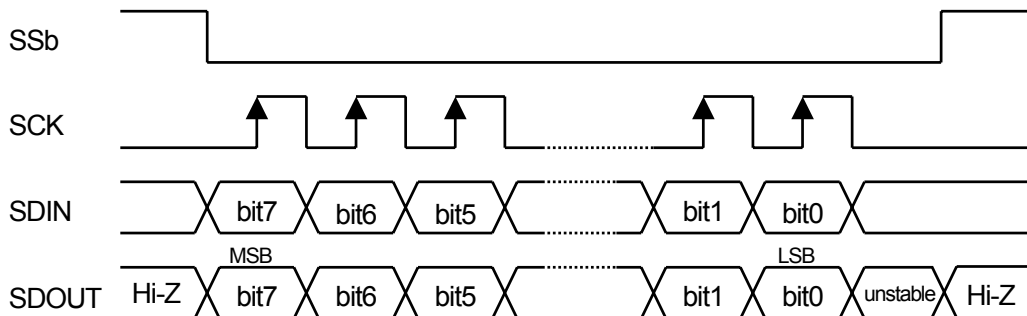 SSb
SCK
SDIN bit7 bit6 bit5 bit1 bit0
MSB LSB
SDOUT Hi-Z bit7 bit6 bit5 bit1 bit0 unstable Hi-Z